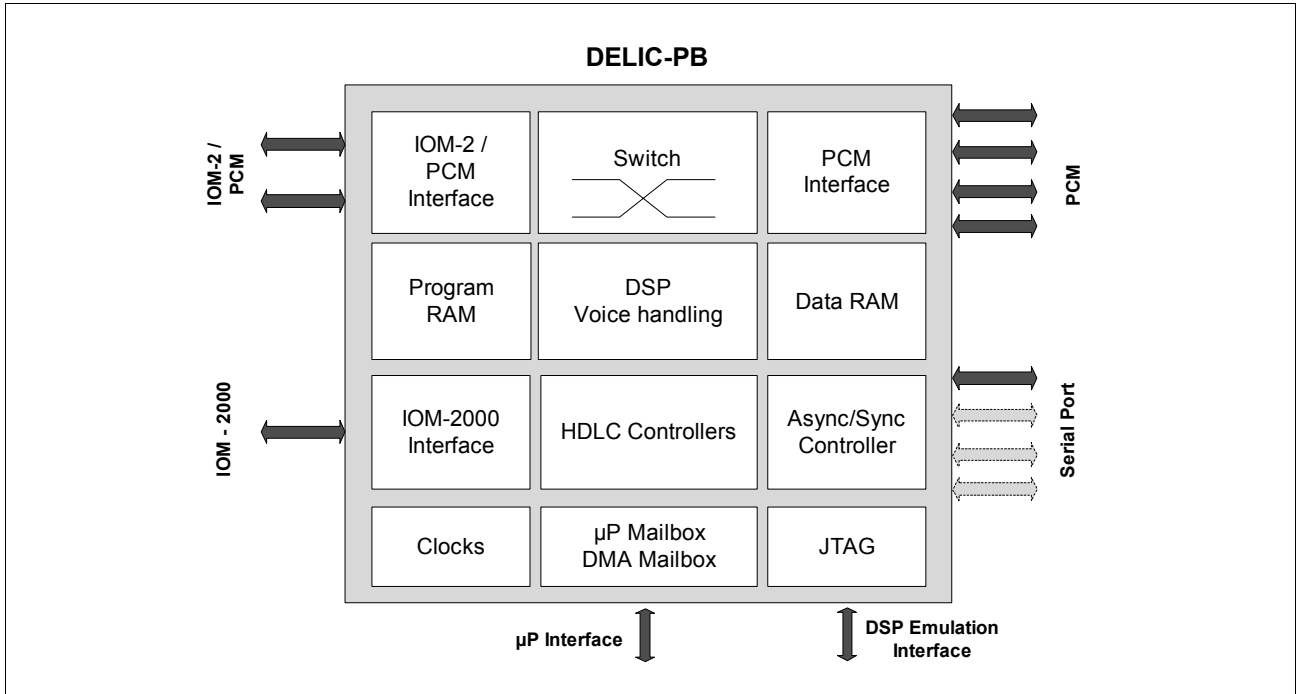 DELIC-PB
IOM-2 /
PCM
IOM-2 /
PCM
Interface
Switch
PCM
Interface
PCM
Program
RAM
DSP
Voice handling
Data RAM
IOM - 2000
IOM-2000
Interface
HDLC Controllers
Async/Sync
Controller
Serial Port
Clocks
µP Mailbox
DMA Mailbox
JTAG
µP Interface
DSP Emulation
Interface